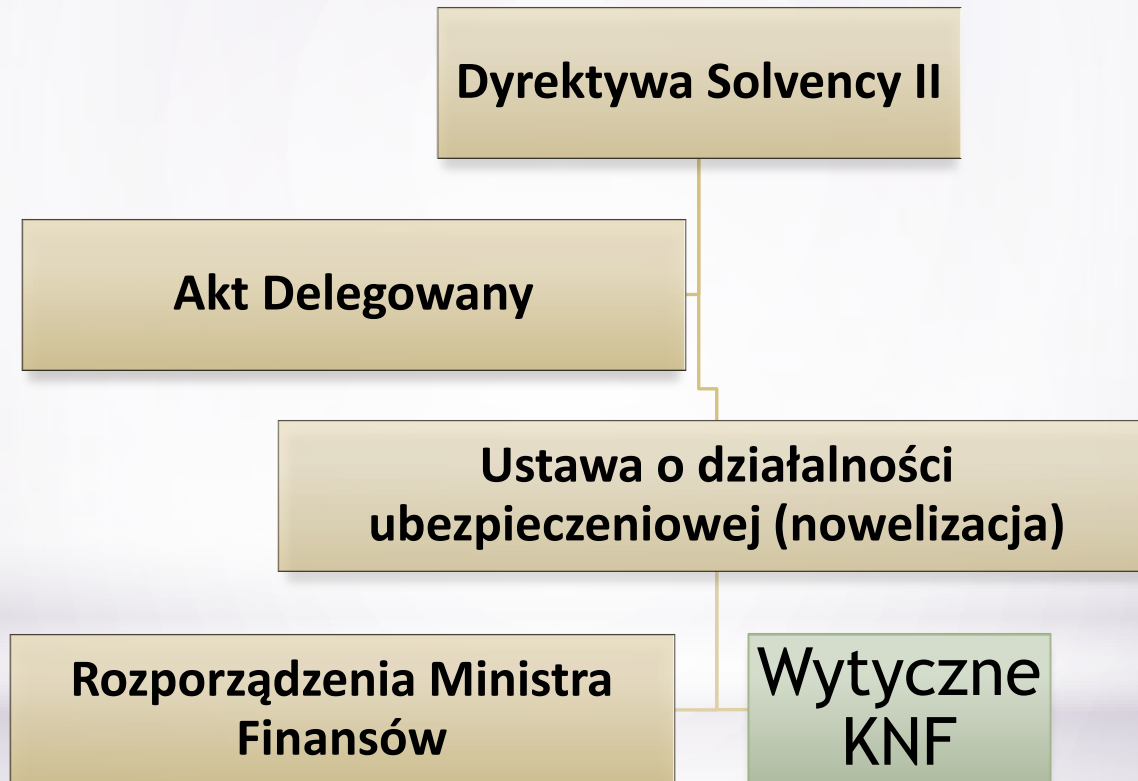 Dyrektywa Solvency II
Akt Delegowany
Ustawa o działalności
ubezpieczeniowej (nowelizacja)
Rozporządzenia Ministra
Finansów
Wytyczne
KNF